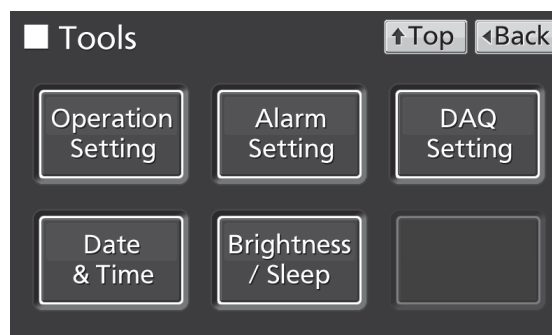 Tools
Top
Back
Operation
Setting
Alarm
Setting
DAQ
Setting
Date
& Time
Brightness
/ Sleep